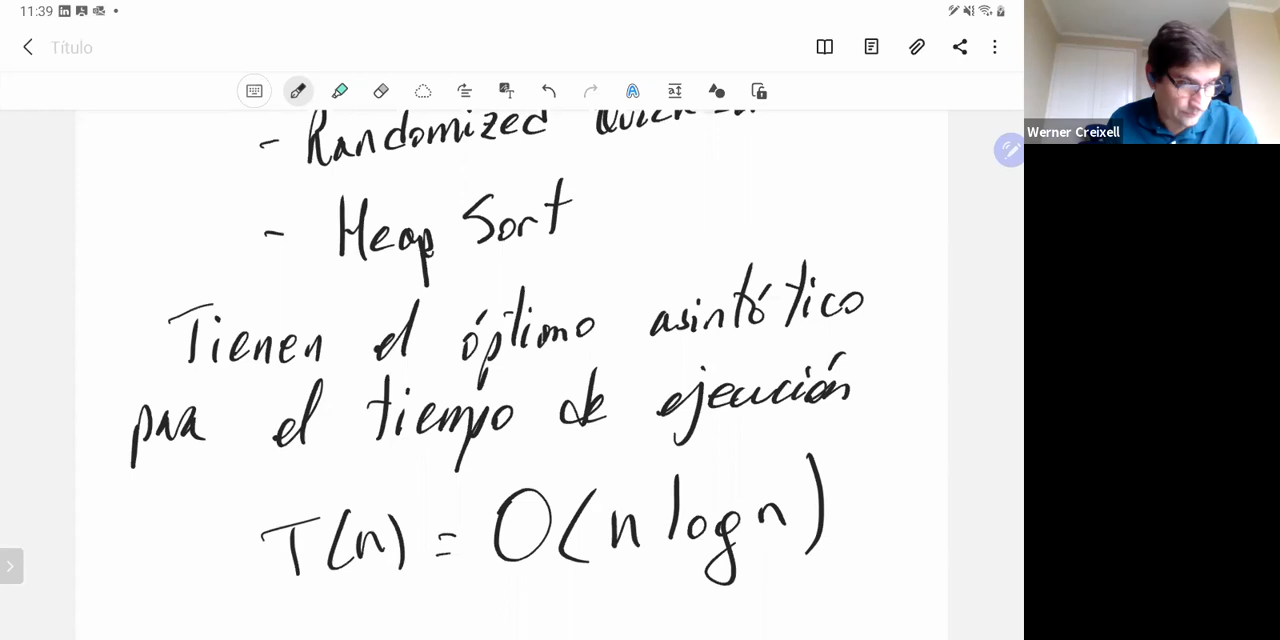 11:39
Título
Werner Creixell
- Randomized
- Heap Sort
Tienen el óptimo asintótico
para el tiempo de ejecución
T(n) = O(n log n)